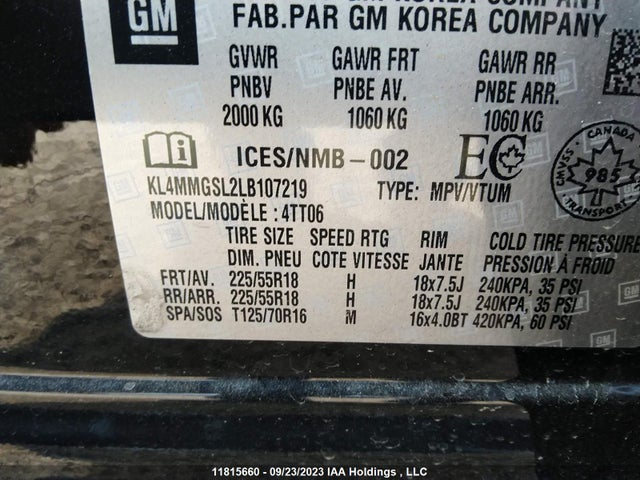 GM
FAB.PAR GM KOREA COMPANY
GVWR GAWR FRT GAWR RR
PNBV PNBE AV. PNBE ARR.
2000 KG 1060 KG 1060 KG
ICES/NMB-002 EC
CMVSS - CANADA
985
TRANSPORT
KL4MMGSL2LB107219 TYPE: MPV/VTUM
MODEL/MODÈLE : 4TT06
TIRE SIZE SPEED RTG RIM COLD TIRE PRESSURE
DIM. PNEU COTE VITESSE JANTE PRESSION À FROID
FRT/AV. 225/55R18 H 18x7.5J 240KPA, 35 PSI
RR/ARR. 225/55R18 H 18x7.5J 240KPA, 35 PSI
SPA/SOS T125/70R16 M 16x4.0BT 420KPA, 60 PSI
11815660 - 09/23/2023 IAA Holdings , LLC